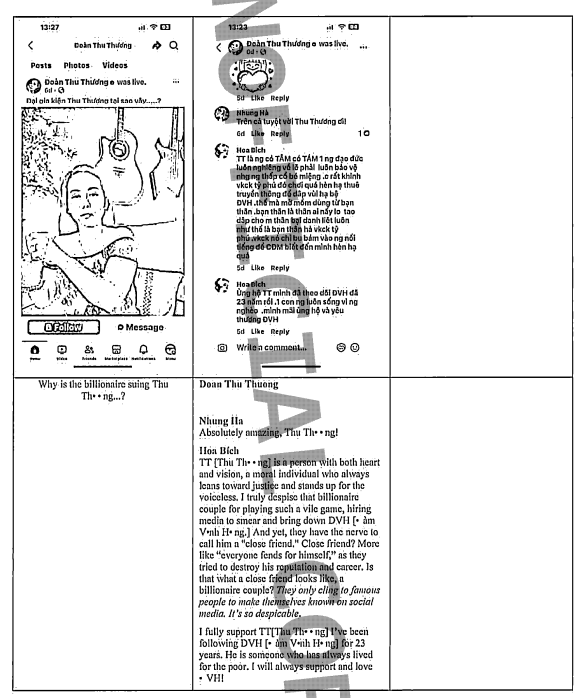 13:27
Đoàn Thu Thương
Posts Photos Videos
Đoàn Thu Thương was live.
6d
Đại gia kiện Thu Thương tại sao vậy.....?
Follow
Message
Home Video Friends Marketplace Notifications Menu
13:23
Đoàn Thu Thương was live.
6d
5d Like Reply
Nhung Hà
Trên cả tuyệt vời Thu Thương ơi!
6d Like Reply 1
Hoa Bích
TT là ng có TÂM có TẦM 1 ng đạo đức
luôn nghiêng về lẽ phải luôn bảo vệ
nhg ng thấp cổ bé miệng .e rất khinh
vkck tỷ phú đó chơi quá hèn hạ thuê
truyền thông để dập vùi hạ bệ
ĐVH .thế mà mở mồm dùng từ bạn
thân .bạn thân là thân ai nấy lo tao
dập cho m thân bại danh liệt luôn
như thế là bạn thân hả vkck tỷ
phú .vkck nó chỉ bu bám vào ng nổi
tiếng để CĐM biết đến mình hèn hạ
quá
5d Like Reply
Hoa Bích
Ủng hộ TT mình đã theo dõi ĐVH đã
23 năm rồi .1 con ng luôn sống vì ng
nghèo .mình mãi ủng hộ và yêu
thương ĐVH
5d Like Reply
Write a comment...
Why is the billionaire suing Thu
Th• • ng...?
Doan Thu Thuong
Nhung Ha
Absolutely amazing, Thu Th• • ng!
Hoa Bích
TT [Thu Th• • ng] is a person with both heart
and vision, a moral individual who always
leans toward justice and stands up for the
voiceless. I truly despise that billionaire
couple for playing such a vile game, hiring
media to smear and bring down DVH [• àm
V•nh H• ng.] And yet, they have the nerve to
call him a "close friend." Close friend? More
like "everyone fends for himself," as they
tried to destroy his reputation and career. Is
that what a close friend looks like, a
billionaire couple? They only cling to famous
people to make themselves known on social
media. It's so despicable.
I fully support TT[Thu Th• • ng] I've been
following DVH [• àm V•nh H• ng] for 23
years. He is someone who has always lived
for the poor. I will always support and love
• VH!
UNOFFICIAL COP